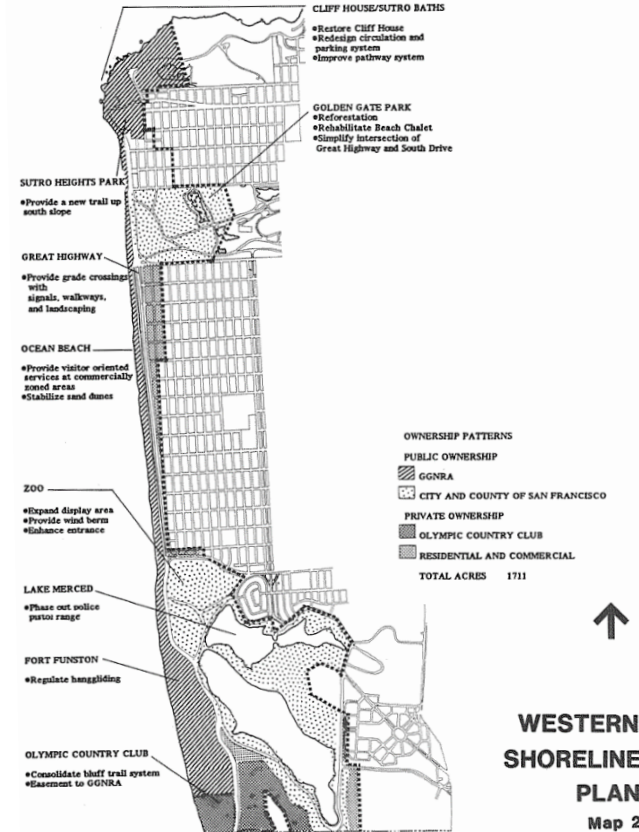 CLIFF HOUSE/SUTRO BATHS
•Restore Cliff House
•Redesign circulation and
parking system
•Improve pathway system
GOLDEN GATE PARK
•Reforestation
•Rehabilitate Beach Chalet
•Simplify intersection of
Great Highway and South Drive
SUTRO HEIGHTS PARK
•Provide a new trail up
south slope
GREAT HIGHWAY
•Provide grade crossings
with
signals, walkways,
and landscaping
OCEAN BEACH
•Provide visitor oriented
services at commercially
zoned areas
•Stabilize sand dunes
ZOO
•Expand display area
•Provide wind berm
•Enhance entrance
LAKE MERCED
•Phase out police
pistol range
FORT FUNSTON
•Regulate hanggliding
OLYMPIC COUNTRY CLUB
•Consolidate bluff trail system
•Easement to GGNRA
OWNERSHIP PATTERNS
PUBLIC OWNERSHIP
GGNRA
CITY AND COUNTY OF SAN FRANCISCO
PRIVATE OWNERSHIP
OLYMPIC COUNTRY CLUB
RESIDENTIAL AND COMMERCIAL
TOTAL ACRES 1711
WESTERN
SHORELINE
PLAN
Map 2